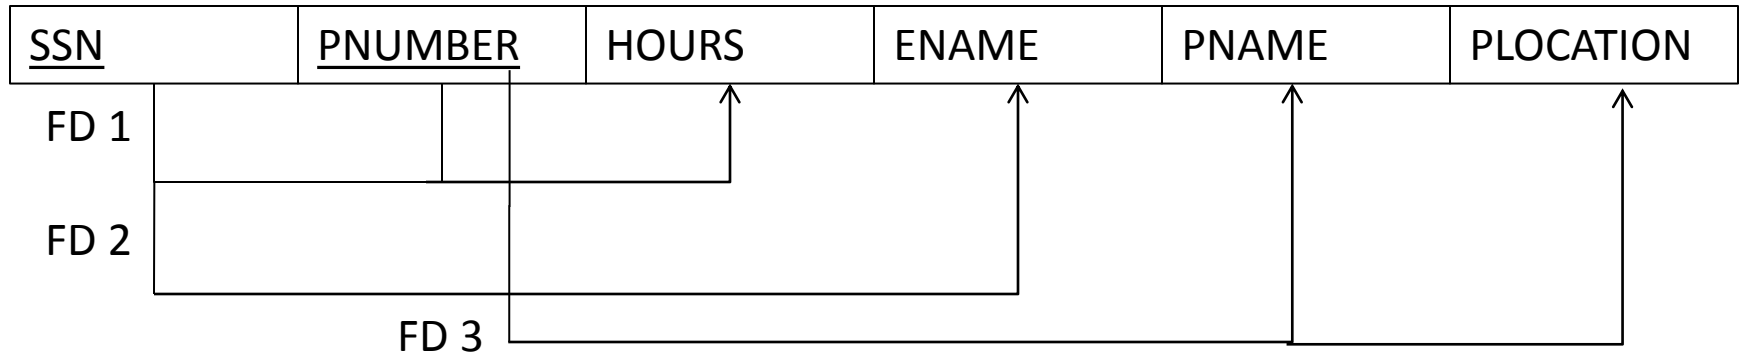 SSN PNUMBER HOURS ENAME PNAME PLOCATION
FD 1
FD 2
FD 3